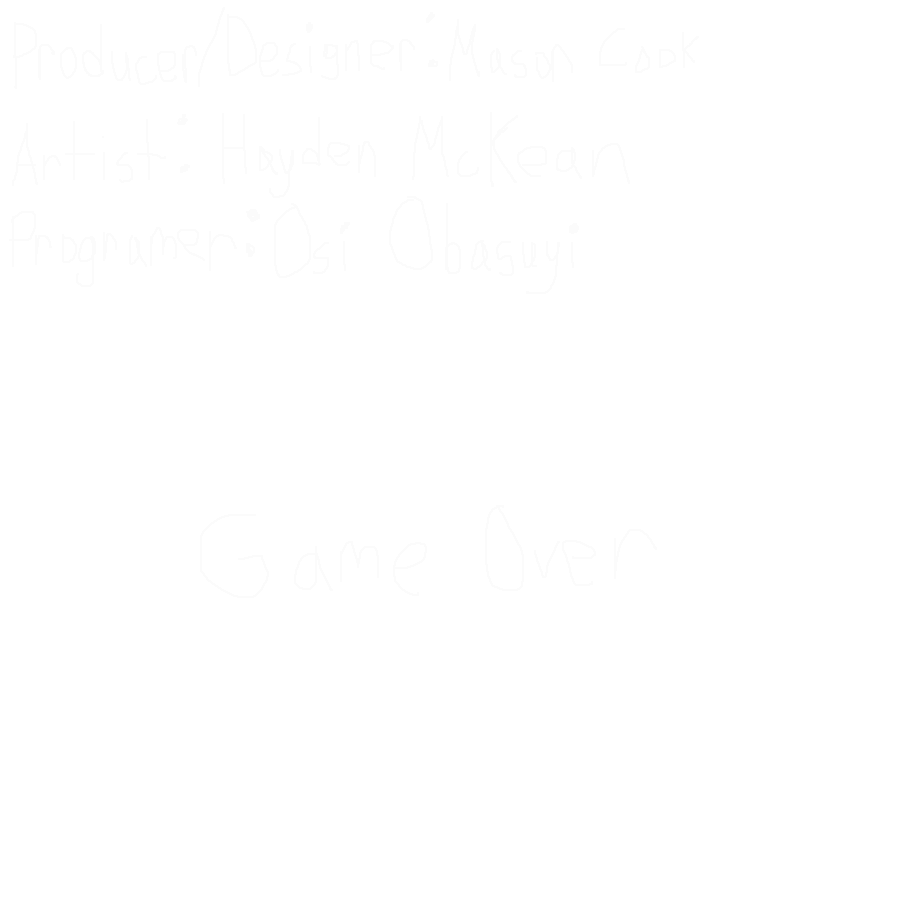 Producer/Designer: Mason Cook
Artist: Hayden McKean
Programer: Osi Obasuyi
Game Over